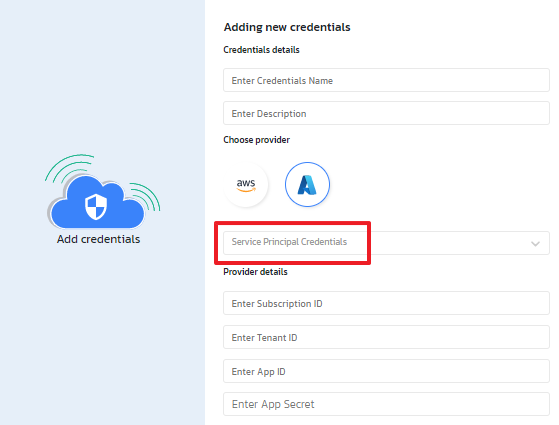 Adding new credentials
Credentials details
Enter Credentials Name
Enter Description
Choose provider
aws
Service Principal Credentials
Add credentials
Provider details
Enter Subscription ID
Enter Tenant ID
Enter App ID
Enter App Secret